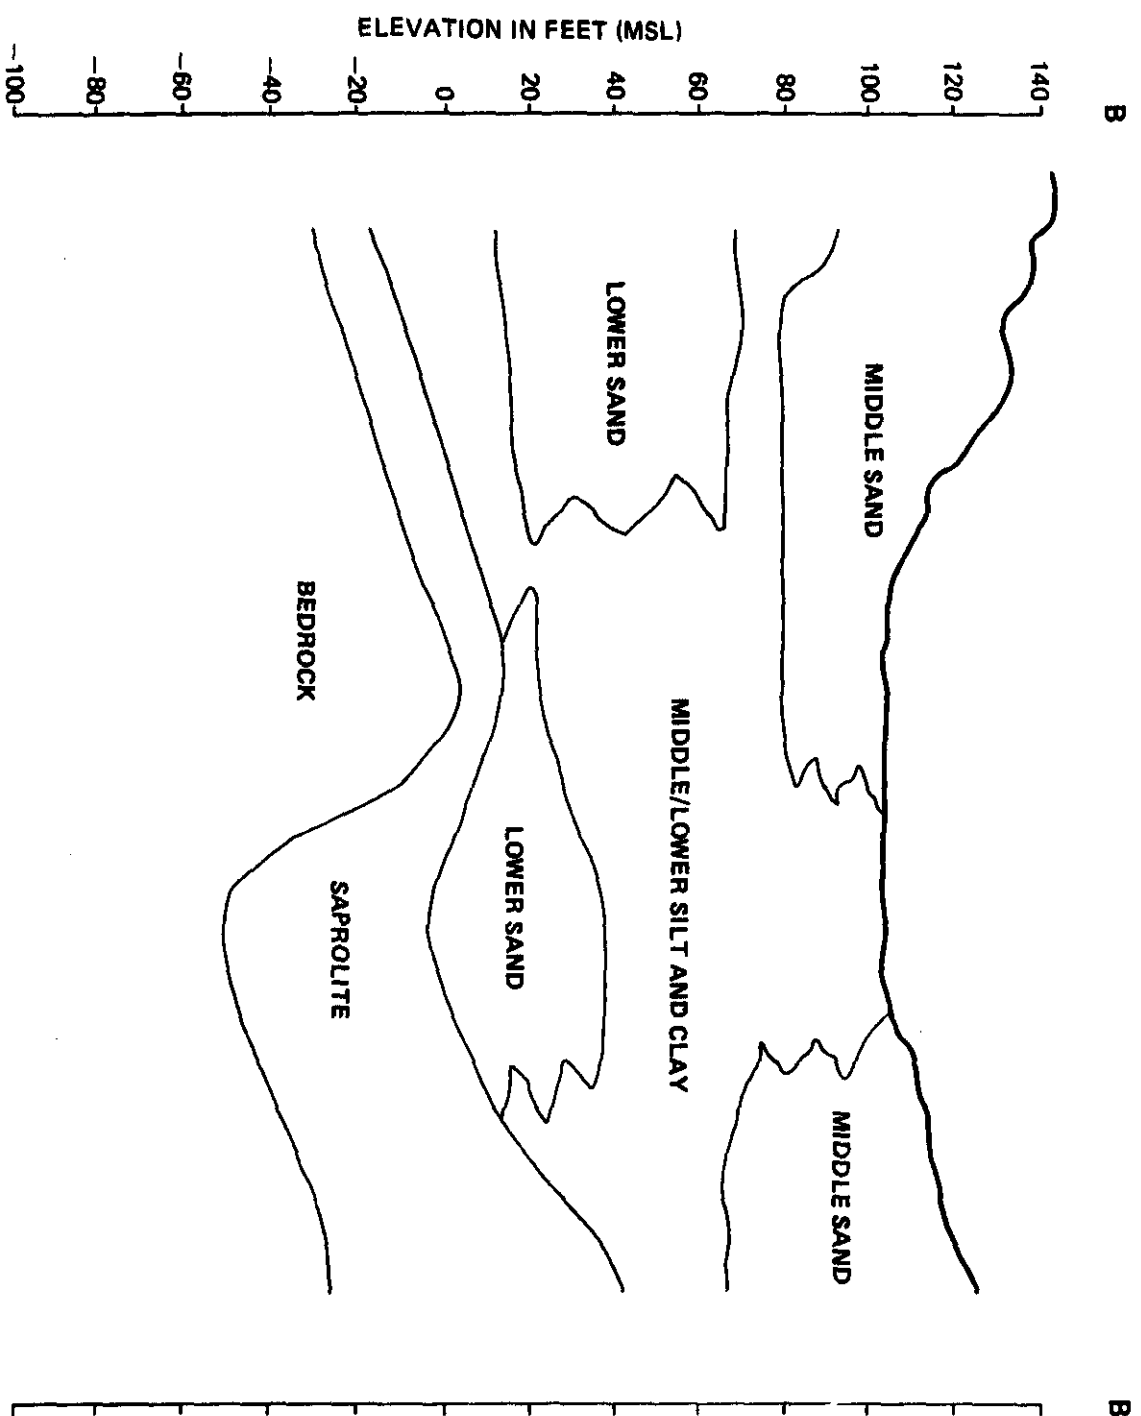 B
B
ELEVATION IN FEET (MSL)
140
120
100
80
60
40
20
0
-20
-40
-60
-80
-100
MIDDLE SAND
MIDDLE SAND
LOWER SAND
MIDDLE/LOWER SILT AND CLAY
LOWER SAND
BEDROCK
SAPROLITE